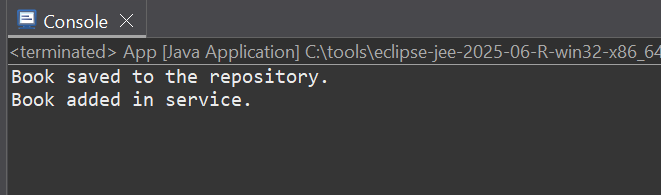 Console
<terminated> App [Java Application] C:\tools\eclipse-jee-2025-06-R-win32-x86_64
Book saved to the repository.
Book added in service.